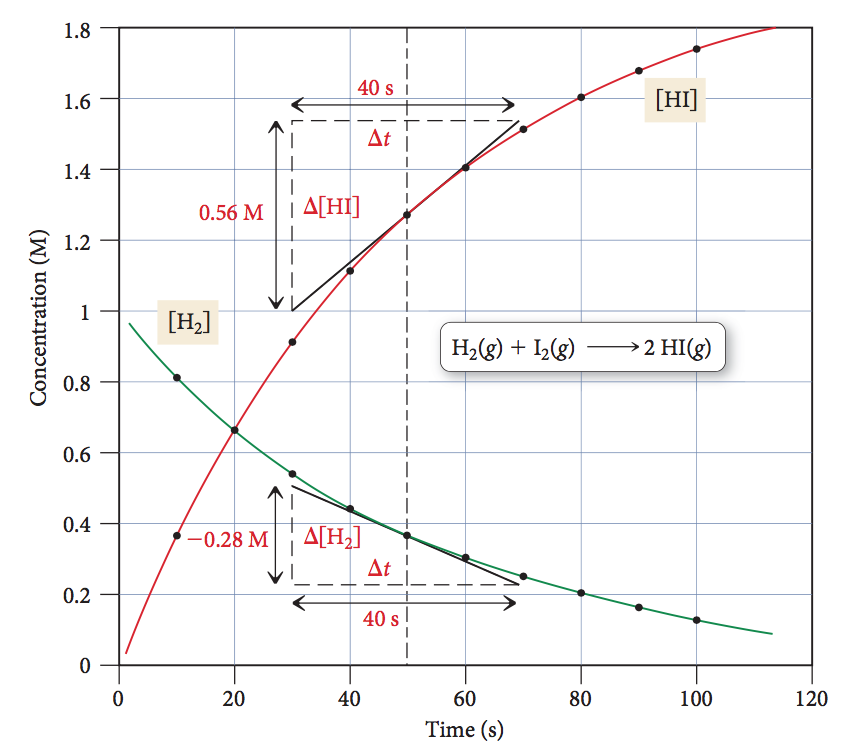 1.8
1.6
1.4
1.2
1
0.8
0.6
0.4
0.2
0
Concentration (M)
40 s
Δt
[HI]
0.56 M
Δ[HI]
[H₂]
H₂(g) + I₂(g) ⟶ 2 HI(g)
−0.28 M
Δ[H₂]
Δt
40 s
0 20 40 60 80 100 120
Time (s)